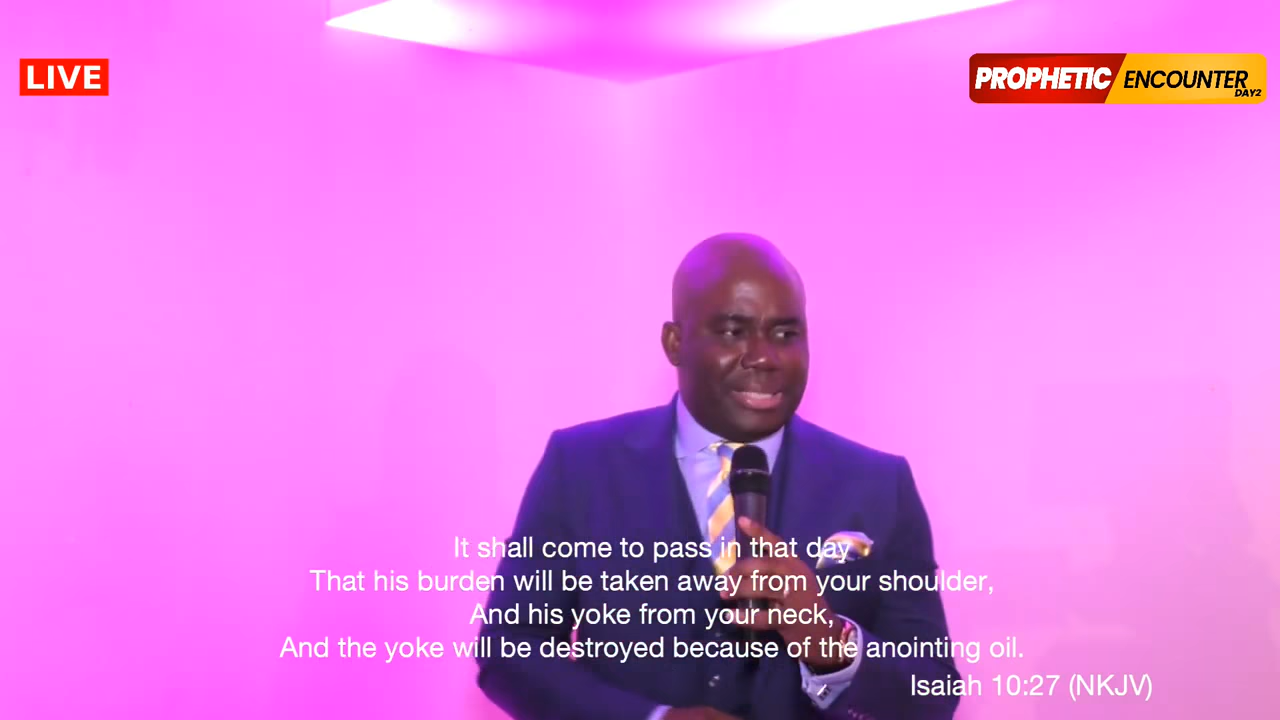 LIVE
PROPHETIC ENCOUNTER
DAY2
It shall come to pass in that day
That his burden will be taken away from your shoulder,
And his yoke from your neck,
And the yoke will be destroyed because of the anointing oil.
Isaiah 10:27 (NKJV)